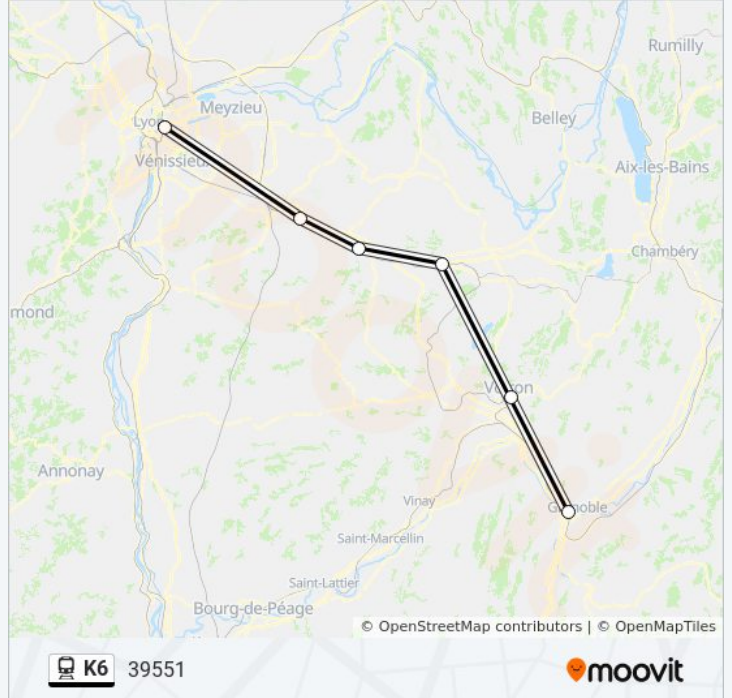 Rumilly
Meyzieu
Belley
Lyon
Vénissieux
Aix-les-Bains
Chambéry
mond
Voiron
Annonay
Vinay
Grenoble
Saint-Marcellin
Saint-Lattier
Bourg-de-Péage
© OpenStreetMap contributors | © OpenMapTiles
K6 39551
moovit